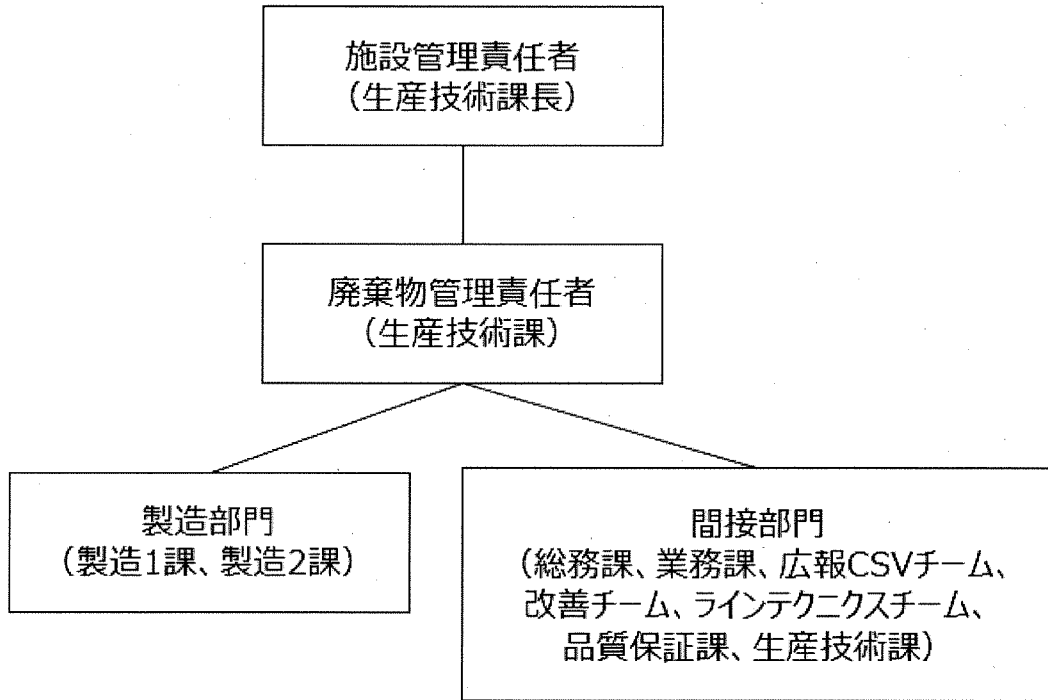 施設管理責任者
（生産技術課長）
廃棄物管理責任者
（生産技術課）
製造部門
（製造1課、製造2課）
間接部門
（総務課、業務課、広報CSVチーム、
改善チーム、ラインテクニクスチーム、
品質保証課、生産技術課）